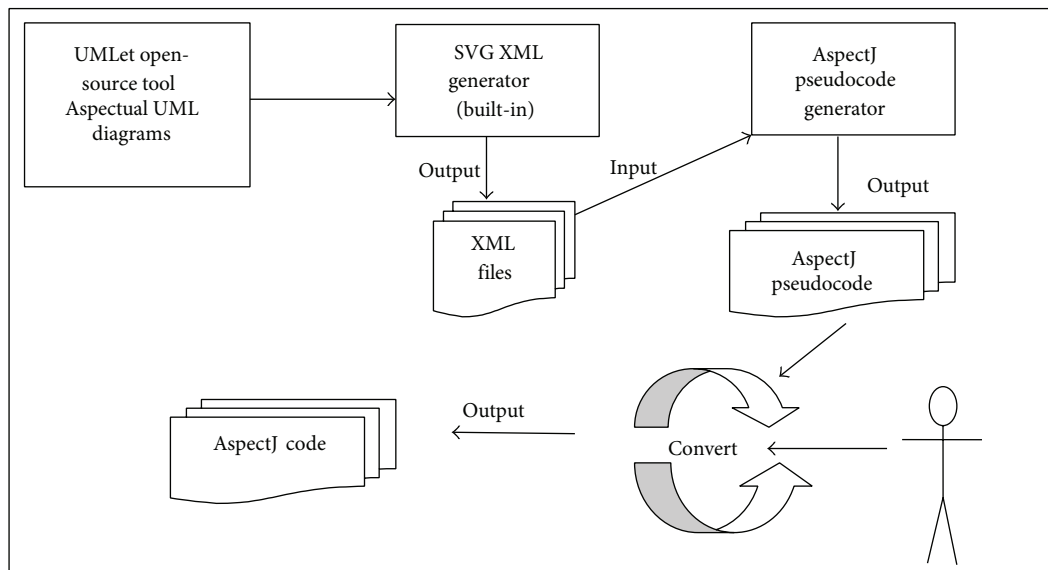 UMLet open-
source tool
Aspectual UML
diagrams
SVG XML
generator
(built-in)
AspectJ
pseudocode
generator
Output
Input
Output
XML
files
AspectJ
pseudocode
Output
AspectJ code
Convert